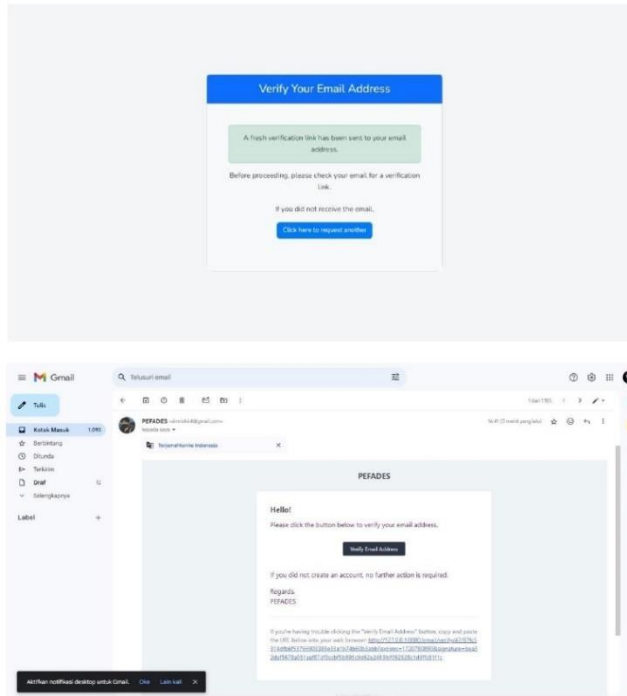 Verify Your Email Address
A fresh verification link has been sent to your email
address.
Before proceeding, please check your email for a verification
link.
If you did not receive the email,
Click here to request another
Gmail
Telusuri email
Tulis
Kotak Masuk 1.095
Berbintang
Ditunda
Terkirim
Draf
Selengkapnya
Label
PEFADES
kepada saya
Terjemahkan ke Indonesia
PEFADES
Hello!
Please click the button below to verify your email address.
Verify Email Address
If you did not create an account, no further action is required.
Regards,
PEFADES
If you're having trouble clicking the "Verify Email Address" button, copy and paste
the URL below into your web browser:
Aktifkan notifikasi desktop untuk Gmail. Oke Lain kali